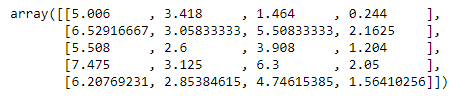 array([[5.006     , 3.418     , 1.464     , 0.244     ],
       [6.52916667, 3.05833333, 5.50833333, 2.1625    ],
       [5.508     , 2.6       , 3.908     , 1.204     ],
       [7.475     , 3.125     , 6.3       , 2.05      ],
       [6.20769231, 2.85384615, 4.74615385, 1.56410256]])